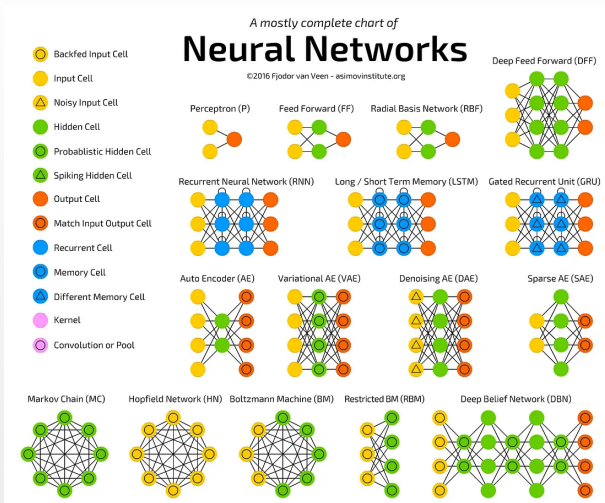 A mostly complete chart of
Neural Networks
©2016 Fjodor van Veen - asimovinstitute.org
Backfed Input Cell
Input Cell
Noisy Input Cell
Hidden Cell
Probablistic Hidden Cell
Spiking Hidden Cell
Output Cell
Match Input Output Cell
Recurrent Cell
Memory Cell
Different Memory Cell
Kernel
Convolution or Pool
Deep Feed Forward (DFF)
Perceptron (P)
Feed Forward (FF)
Radial Basis Network (RBF)
Recurrent Neural Network (RNN)
Long / Short Term Memory (LSTM)
Gated Recurrent Unit (GRU)
Auto Encoder (AE)
Variational AE (VAE)
Denoising AE (DAE)
Sparse AE (SAE)
Markov Chain (MC)
Hopfield Network (HN)
Boltzmann Machine (BM)
Restricted BM (RBM)
Deep Belief Network (DBN)